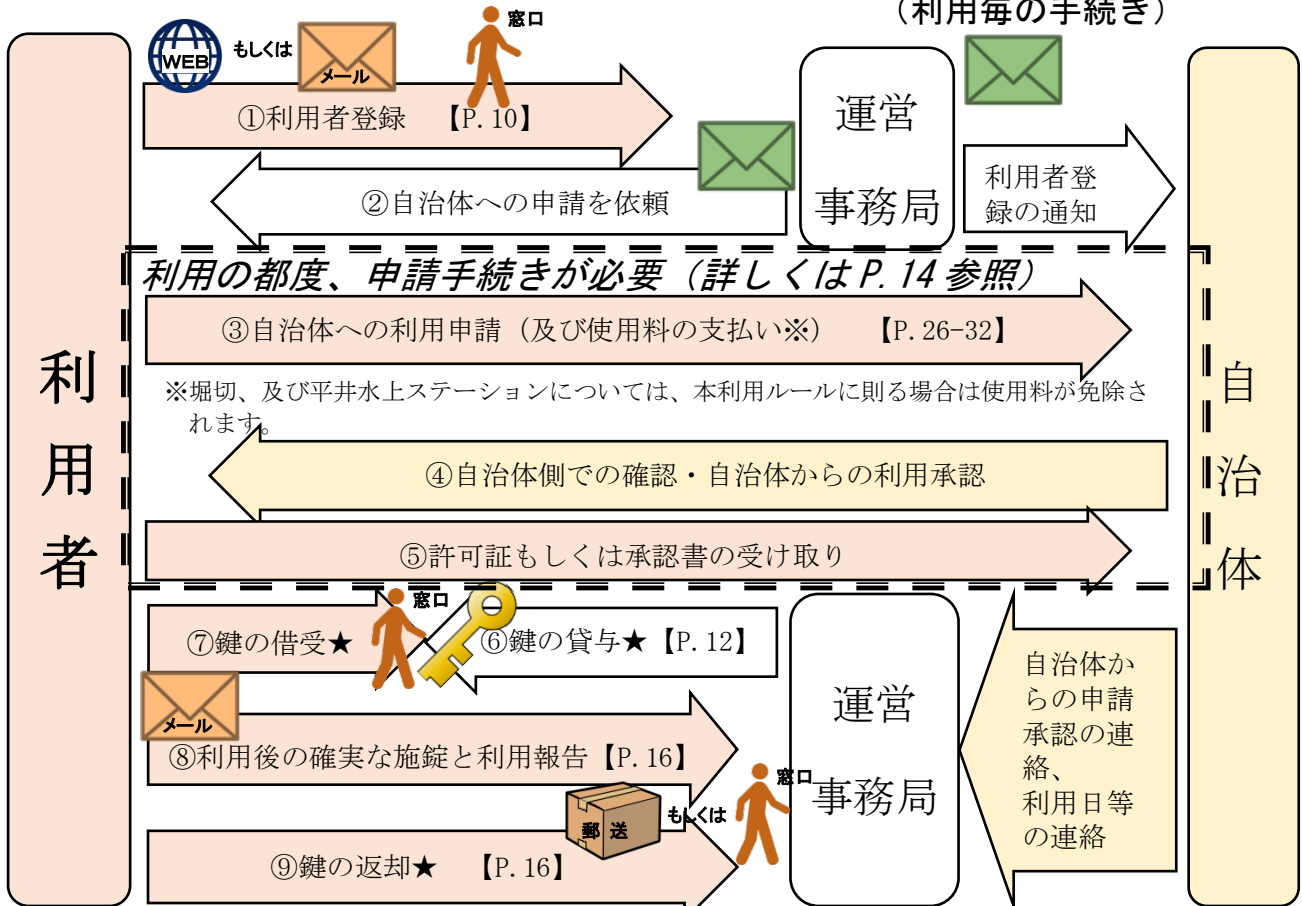 （利用毎の手続き）
窓口
WEB
もしくは
メール
①利用者登録　【P. 10】
運営
事務局
②自治体への申請を依頼
利用者登
録の通知
利用の都度、申請手続きが必要（詳しくは P. 14 参照）
③自治体への利用申請（及び使用料の支払い※）　【P. 26-32】
※堀切、及び平井水上ステーションについては、本利用ルールに則る場合は使用料が免除さ
れます。
④自治体側での確認・自治体からの利用承認
⑤許可証もしくは承認書の受け取り
利用者
自治体
窓口
⑦鍵の借受★
⑥鍵の貸与★【P. 12】
メール
⑧利用後の確実な施錠と利用報告【P. 16】
窓口
郵 送
もしくは
⑨鍵の返却★　【P. 16】
運営
事務局
自治体か
らの申請
承認の連
絡、
利用日等
の連絡